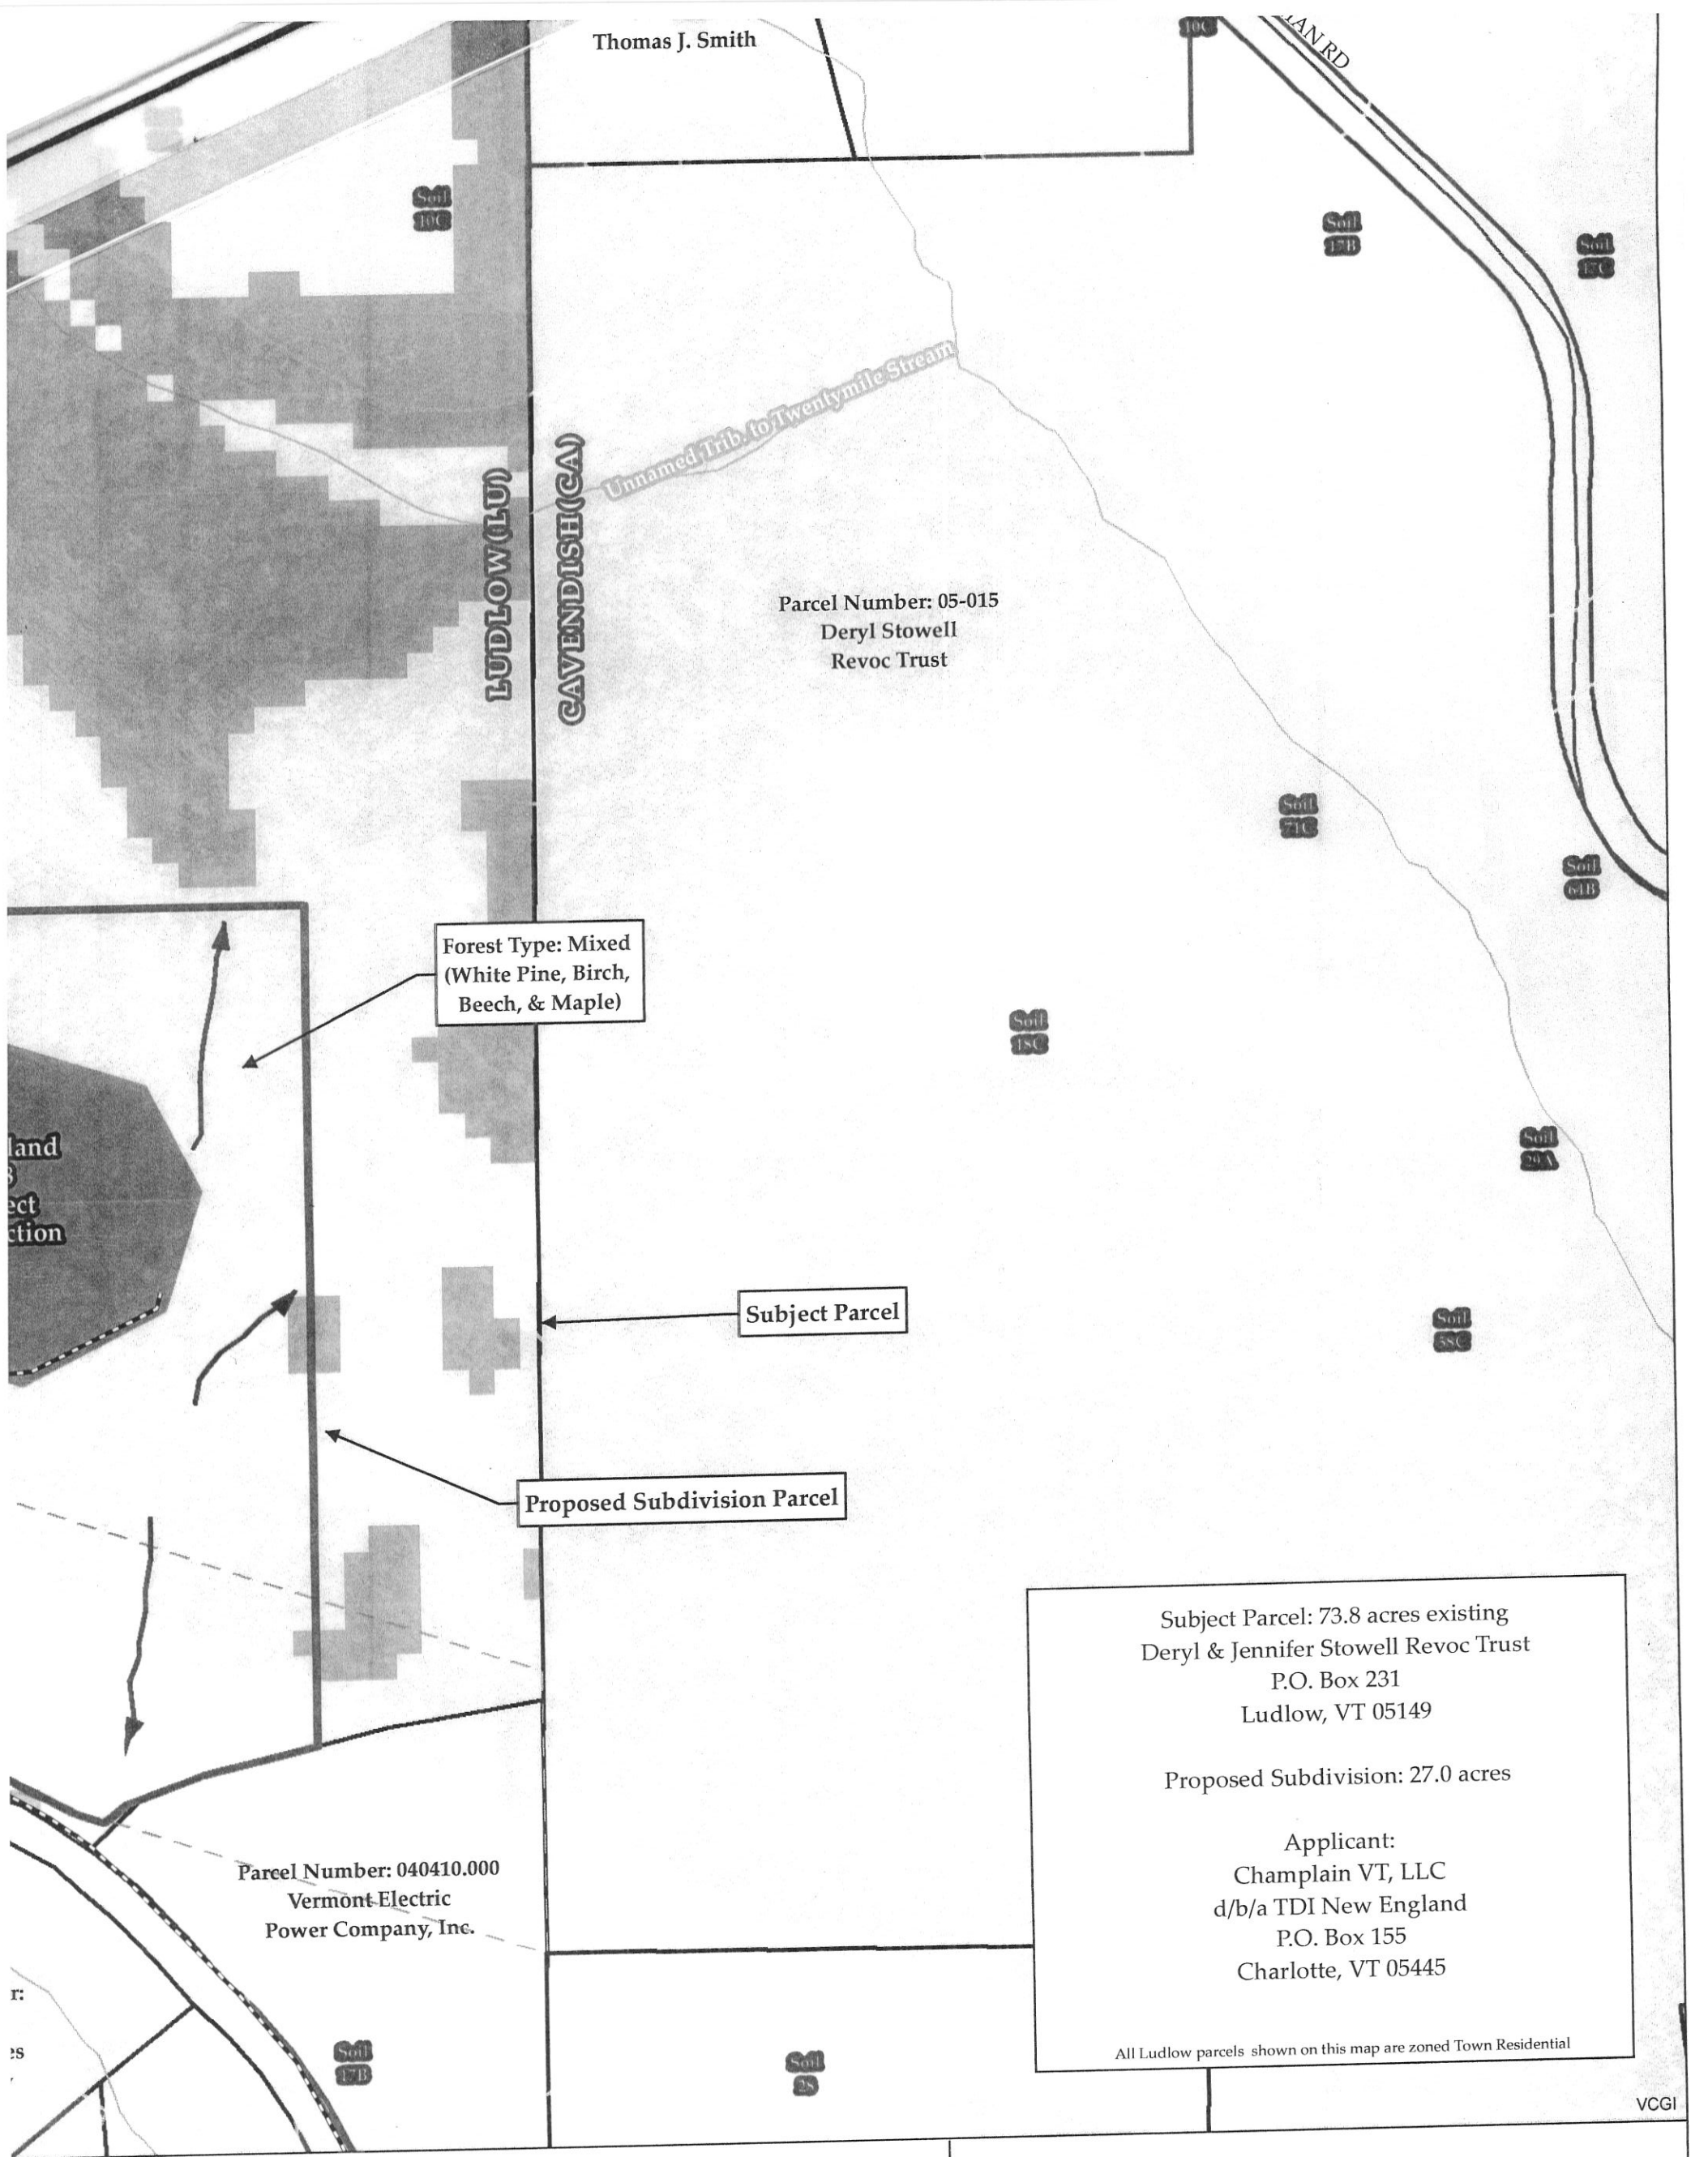 Thomas J. Smith
10C
Soil
10C
Soil
17B
Soil
17C
Unnamed Trib. to Twentymile Stream
LUDLOW(LU)
CAVENDISH(CA)
Parcel Number: 05-015
Deryl Stowell
Revoc Trust
Soil
71C
Soil
64B
Forest Type: Mixed
(White Pine, Birch,
Beech, & Maple)
Soil
Soil
29A
land
ect
ction
Subject Parcel
Soil
58C
Proposed Subdivision Parcel
Subject Parcel: 73.8 acres existing
Deryl & Jennifer Stowell Revoc Trust
P.O. Box 231
Ludlow, VT 05149
Proposed Subdivision: 27.0 acres
Applicant:
Champlain VT, LLC
d/b/a TDI New England
P.O. Box 155
Charlotte, VT 05445
All Ludlow parcels shown on this map are zoned Town Residential
Parcel Number: 040410.000
Vermont Electric
Power Company, Inc.
r:
es
Soil
17B
Soil
26
VCGI